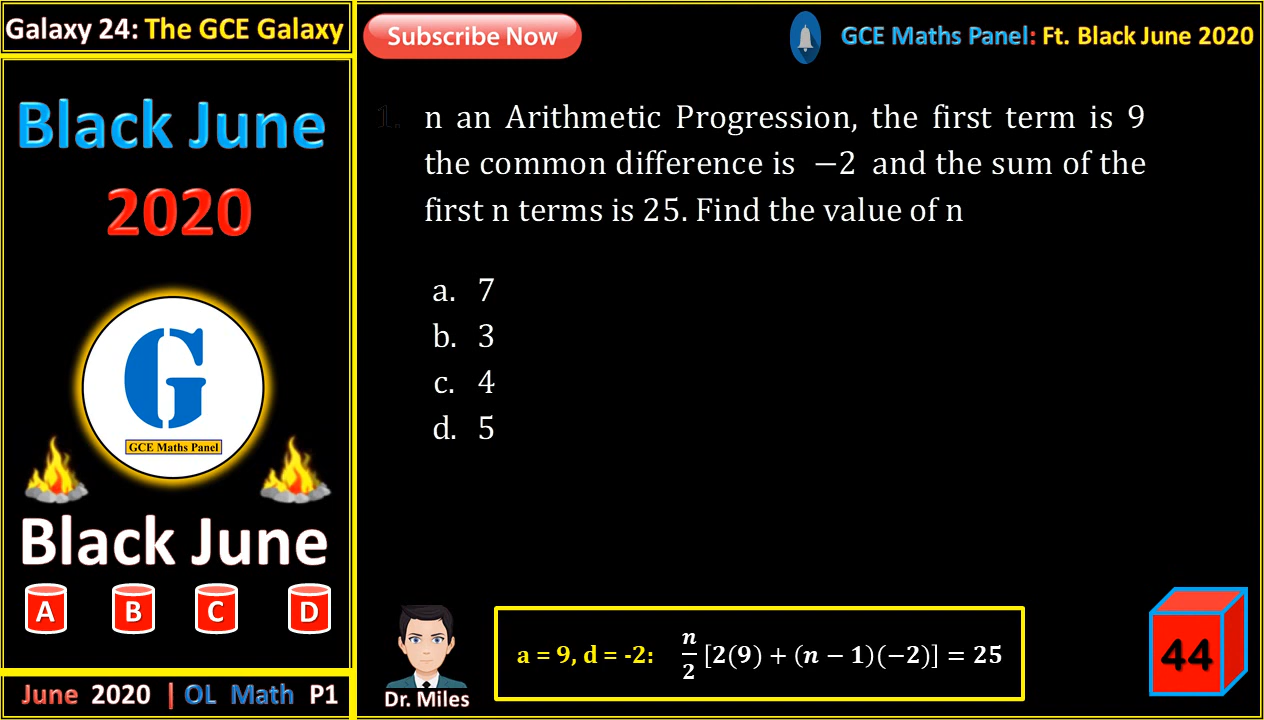 Galaxy 24: The GCE Galaxy
Subscribe Now
GCE Maths Panel: Ft. Black June 2020
Black June
2020
G
GCE Maths Panel
Black June
A B C D
June 2020 | OL Math P1
1. n an Arithmetic Progression, the first term is 9
the common difference is −2 and the sum of the
first n terms is 25. Find the value of n
a. 7
b. 3
c. 4
d. 5
Dr. Miles
a = 9, d = -2: n/2 [2(9) + (n − 1)(−2)] = 25
44